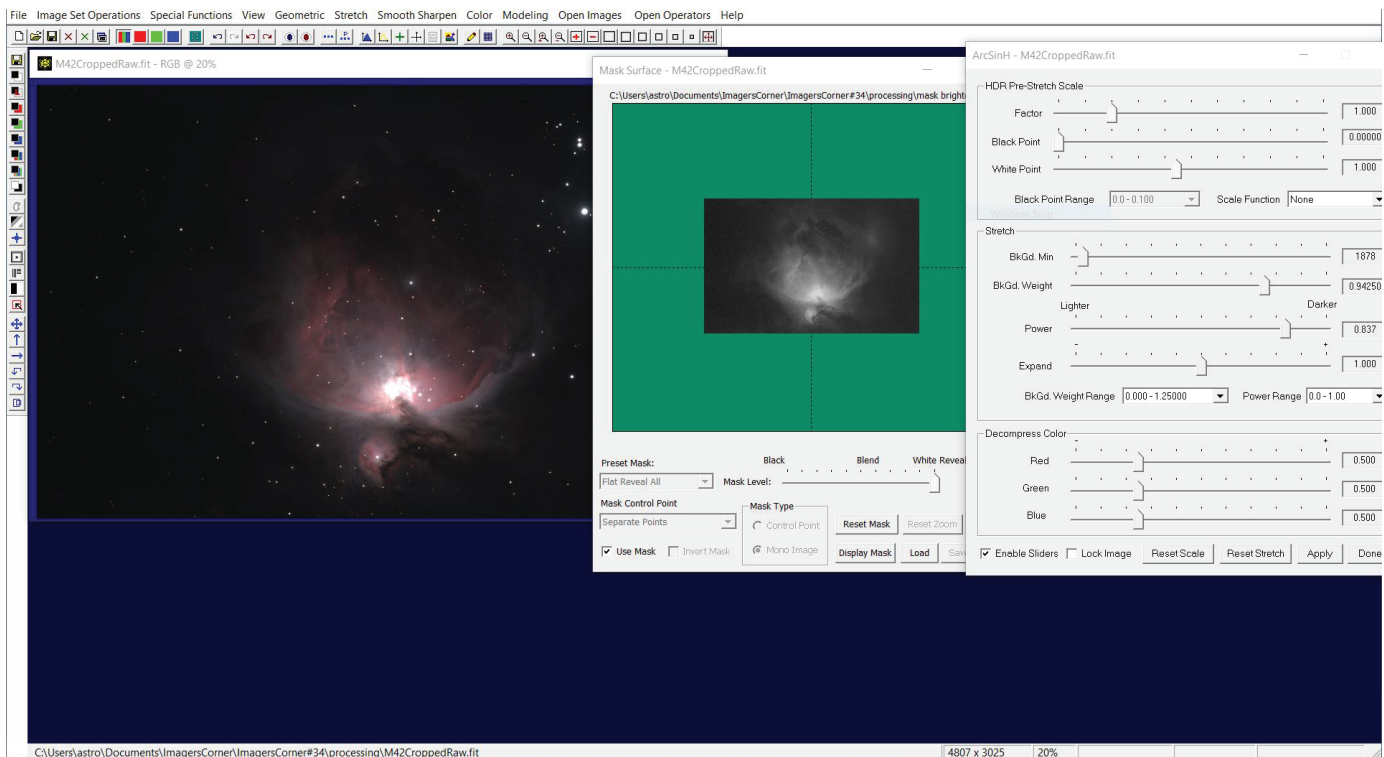 File Image Set Operations Special Functions View Geometric Stretch Smooth Sharpen Color Modeling Open Images Open Operators Help
M42CroppedRaw.fit - RGB @ 20%
Mask Surface - M42CroppedRaw.fit
C:\Users\astro\Documents\ImagersCorner\ImagersCorner#34\processing\mask bright
Preset Mask:
Black Blend White Reveal
Flat Reveal All
Mask Level:
Mask Control Point
Mask Type
Separate Points
Control Point
Reset Mask Reset Zoom
Use Mask Invert Mask
Mono Image
Display Mask Load Sav
ArcSinH - M42CroppedRaw.fit
HDR Pre-Stretch Scale
Factor 1.000
Black Point 0.00000
White Point 1.000
Black Point Range 0.0 - 0.100 Scale Function None
Window Snip
Stretch
BkGd. Min 1878
BkGd. Weight 0.94250
Lighter Darker
Power 0.837
- +
Expand 1.000
BkGd. Weight Range 0.000 - 1.25000 Power Range 0.0 - 1.00
Decompress Color
- +
Red 0.500
Green 0.500
Blue 0.500
Enable Sliders Lock Image Reset Scale Reset Stretch Apply Done
C:\Users\astro\Documents\ImagersCorner\ImagersCorner#34\processing\M42CroppedRaw.fit
4807 x 3025 20%